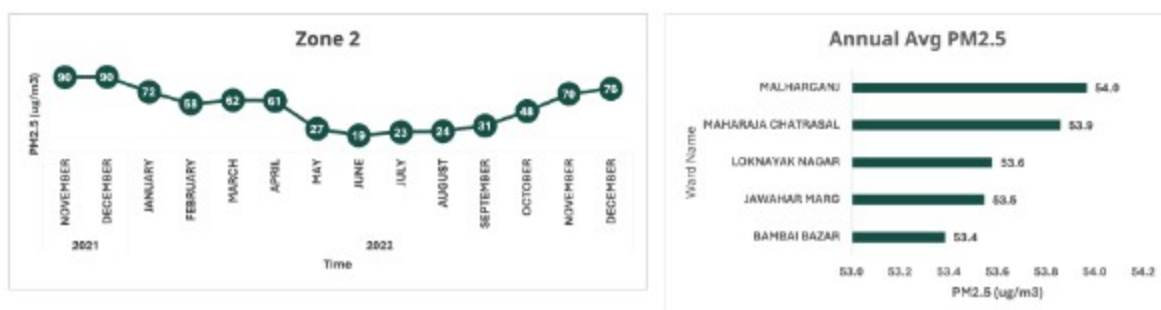 Zone 2
PM2.5 (ug/m3)
90 90 72 58 62 61 27 19 23 24 31 48 70 76
NOVEMBER DECEMBER JANUARY FEBRUARY MARCH APRIL MAY JUNE JULY AUGUST SEPTEMBER OCTOBER NOVEMBER DECEMBER
2021 2022
Time
Annual Avg PM2.5
Ward Name
MALHARGANJ 54.0
MAHARAJA CHATRASAL 53.9
LOKNAYAK NAGAR 53.6
JAWAHAR MARG 53.5
BAMBAI BAZAR 53.4
53.0 53.2 53.4 53.6 53.8 54.0 54.2
PM2.5 (ug/m3)